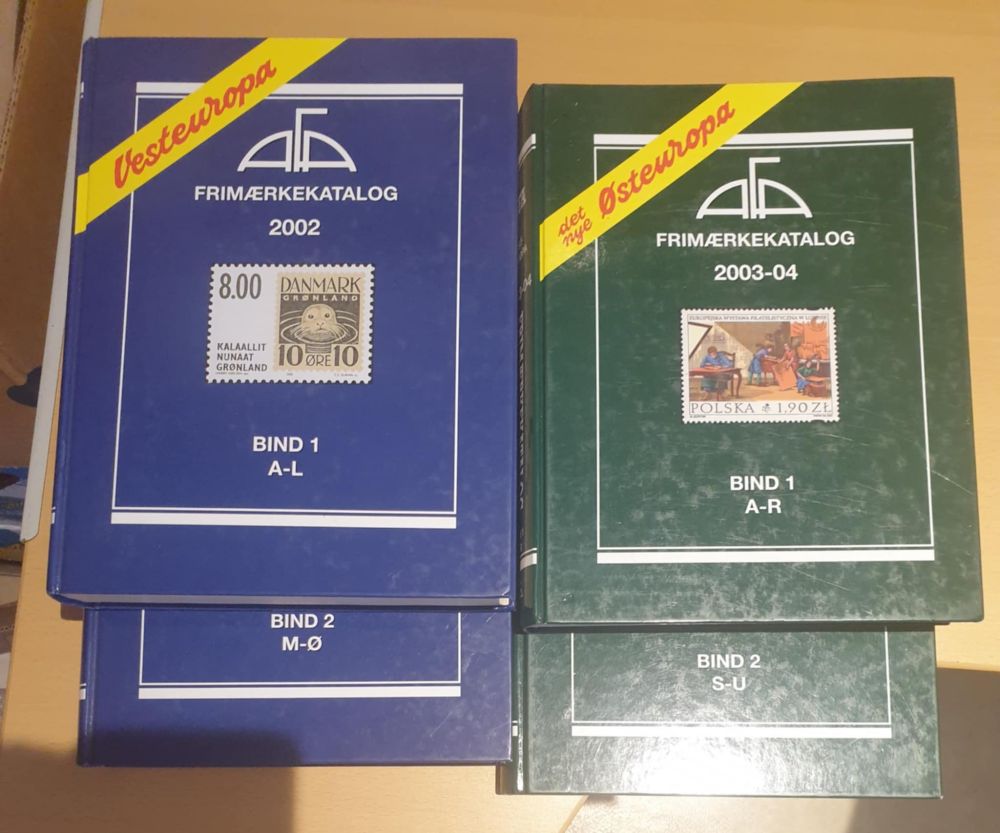 Vesteuropa
AFA
FRIMÆRKEKATALOG
2002
8.00
DANMARK
GRØNLAND
KALAALLIT
NUNAAT
GRØNLAND
10 ØRE 10
BIND 1
A-L
BIND 2
M-Ø
det
nye Østeuropa
AFA
FRIMÆRKEKATALOG
2003-04
POLSKA 1,90 ZŁ
BIND 1
A-R
BIND 2
S-U